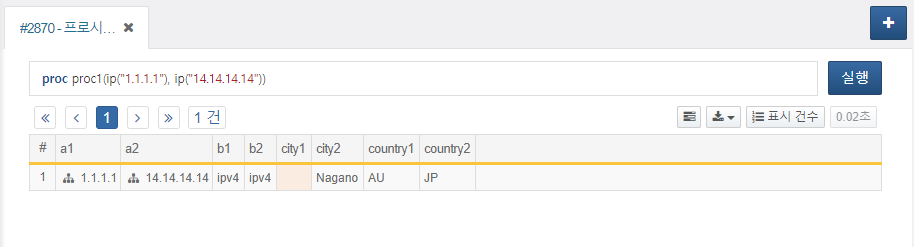 #2870 - 프로시...
proc proc1(ip("1.1.1.1"), ip("14.14.14.14"))
실행
1
1 건
표시 건수
0.02초
# a1 a2 b1 b2 city1 city2 country1 country2
1 1.1.1.1 14.14.14.14 ipv4 ipv4 Nagano AU JP